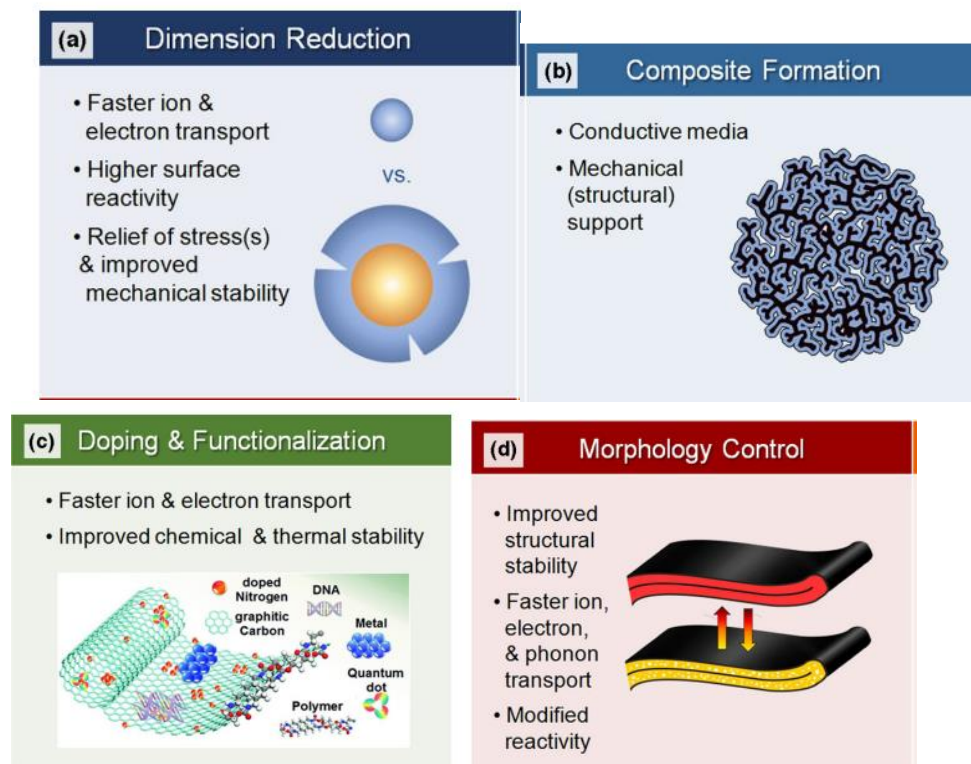 (a) Dimension Reduction
• Faster ion &
electron transport
• Higher surface
reactivity
• Relief of stress(s)
& improved
mechanical stability
vs.
(b) Composite Formation
• Conductive media
• Mechanical
(structural)
support
(c) Doping & Functionalization
• Faster ion & electron transport
• Improved chemical & thermal stability
doped
Nitrogen
graphitic
Carbon
DNA
Metal
Quantum
dot
Polymer
(d) Morphology Control
• Improved
structural
stability
• Faster ion,
electron,
& phonon
transport
• Modified
reactivity